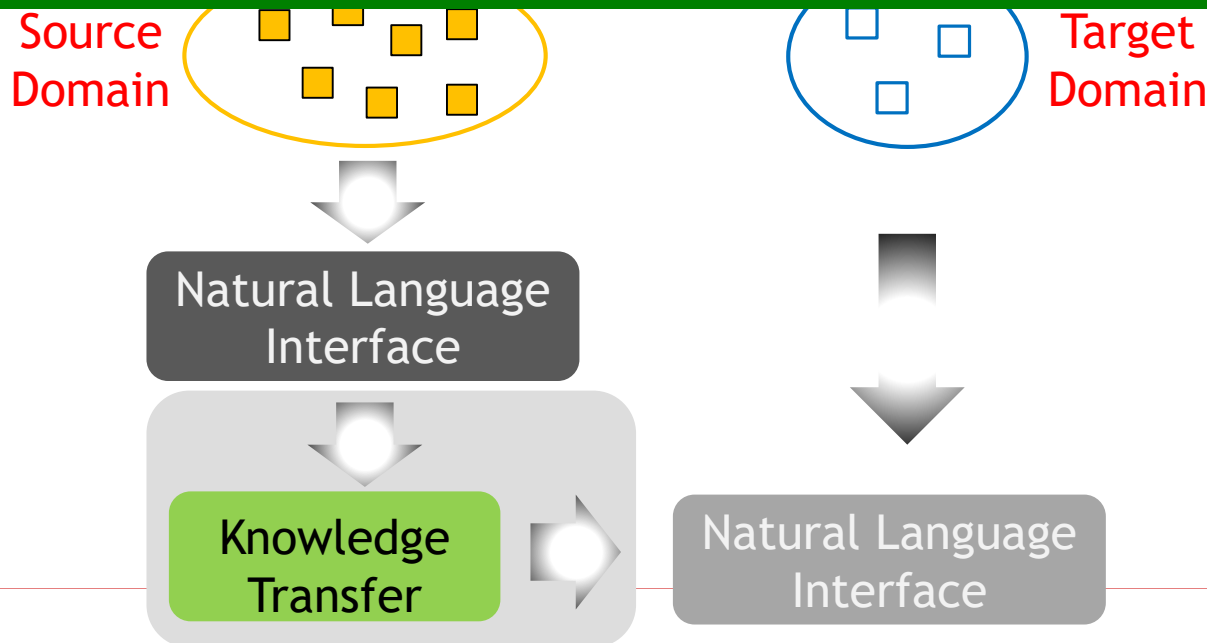 Source
Domain
Target
Domain
Natural Language
Interface
Knowledge
Transfer
Natural Language
Interface